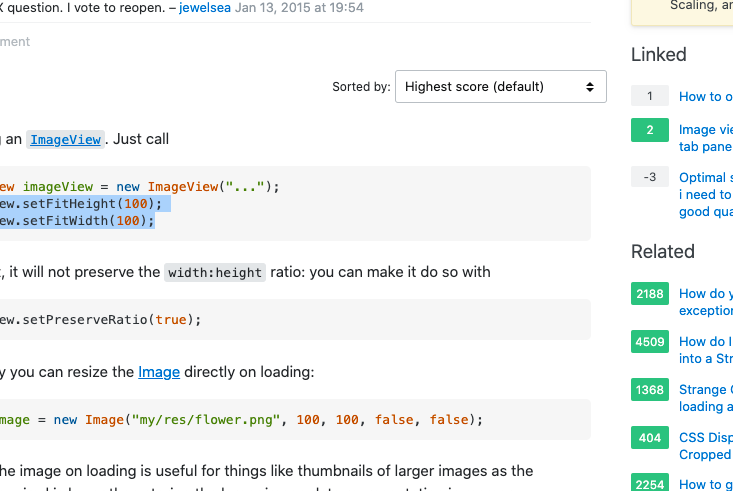 X question. I vote to reopen. – jewelsea Jan 13, 2015 at 19:54
ment
Sorted by: Highest score (default)
g an ImageView. Just call
ew imageView = new ImageView("...");
ew.setFitHeight(100);
ew.setFitWidth(100);
, it will not preserve the width:height ratio: you can make it do so with
ew.setPreserveRatio(true);
y you can resize the Image directly on loading:
mage = new Image("my/res/flower.png", 100, 100, false, false);
he image on loading is useful for things like thumbnails of larger images as the
Scaling, an
Linked
1 How to o
2 Image vie
tab pane
-3 Optimal s
i need to
good qua
Related
2188 How do y
exception
4509 How do I
into a Str
1368 Strange O
loading a
404 CSS Disp
Cropped
2254 How to g